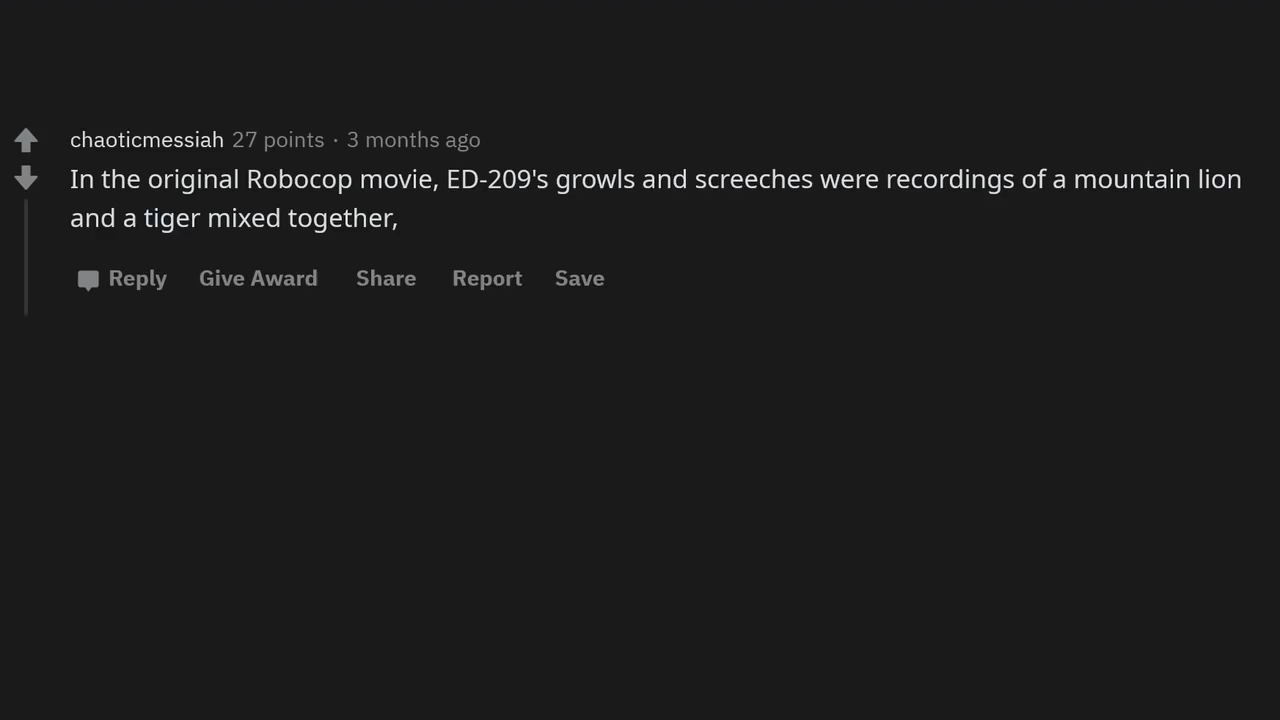 chaoticmessiah 27 points · 3 months ago
In the original Robocop movie, ED-209's growls and screeches were recordings of a mountain lion
and a tiger mixed together,
Reply Give Award Share Report Save